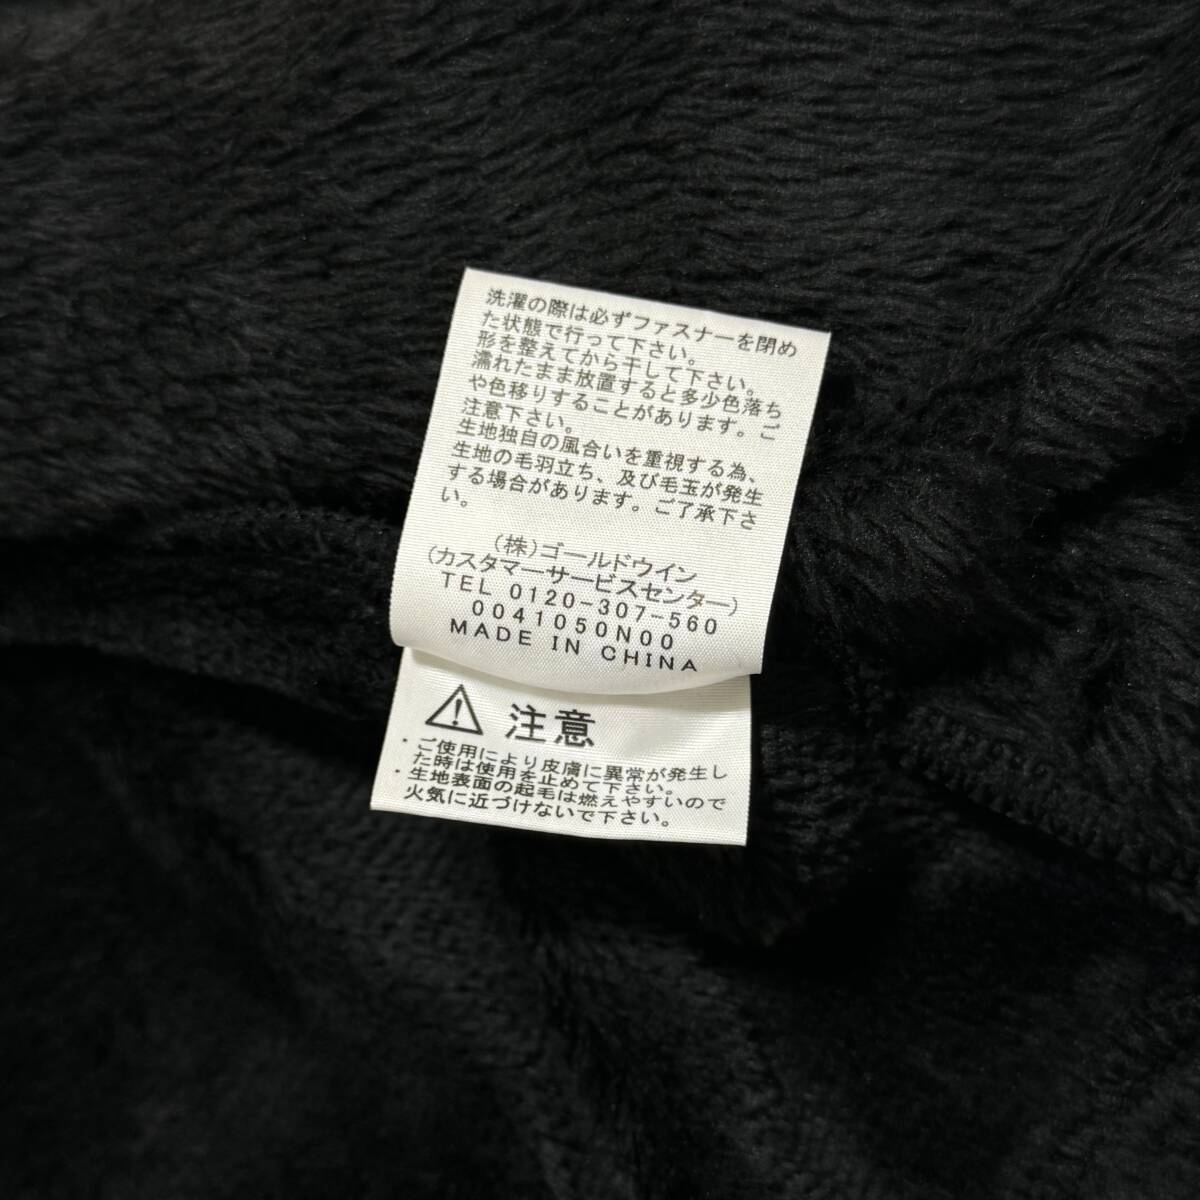 洗濯の際は必ずファスナーを閉め
た状態で行って下さい。
形を整えてから干して下さい。
濡れたまま放置すると多少色落ち
や色移りすることがあります。ご
注意下さい。
生地独自の風合いを重視する為、
生地の毛羽立ち、及び毛玉が発生
する場合があります。ご了承下さ
い。
(株)ゴールドウイン
(カスタマーサービスセンター)
TEL 0120-307-560
0041050N00
MADE IN CHINA
注意
・ご使用により皮膚に異常が発生し
た時は使用を止めて下さい。
・生地表面の起毛は燃えやすいので
火気に近づけないで下さい。